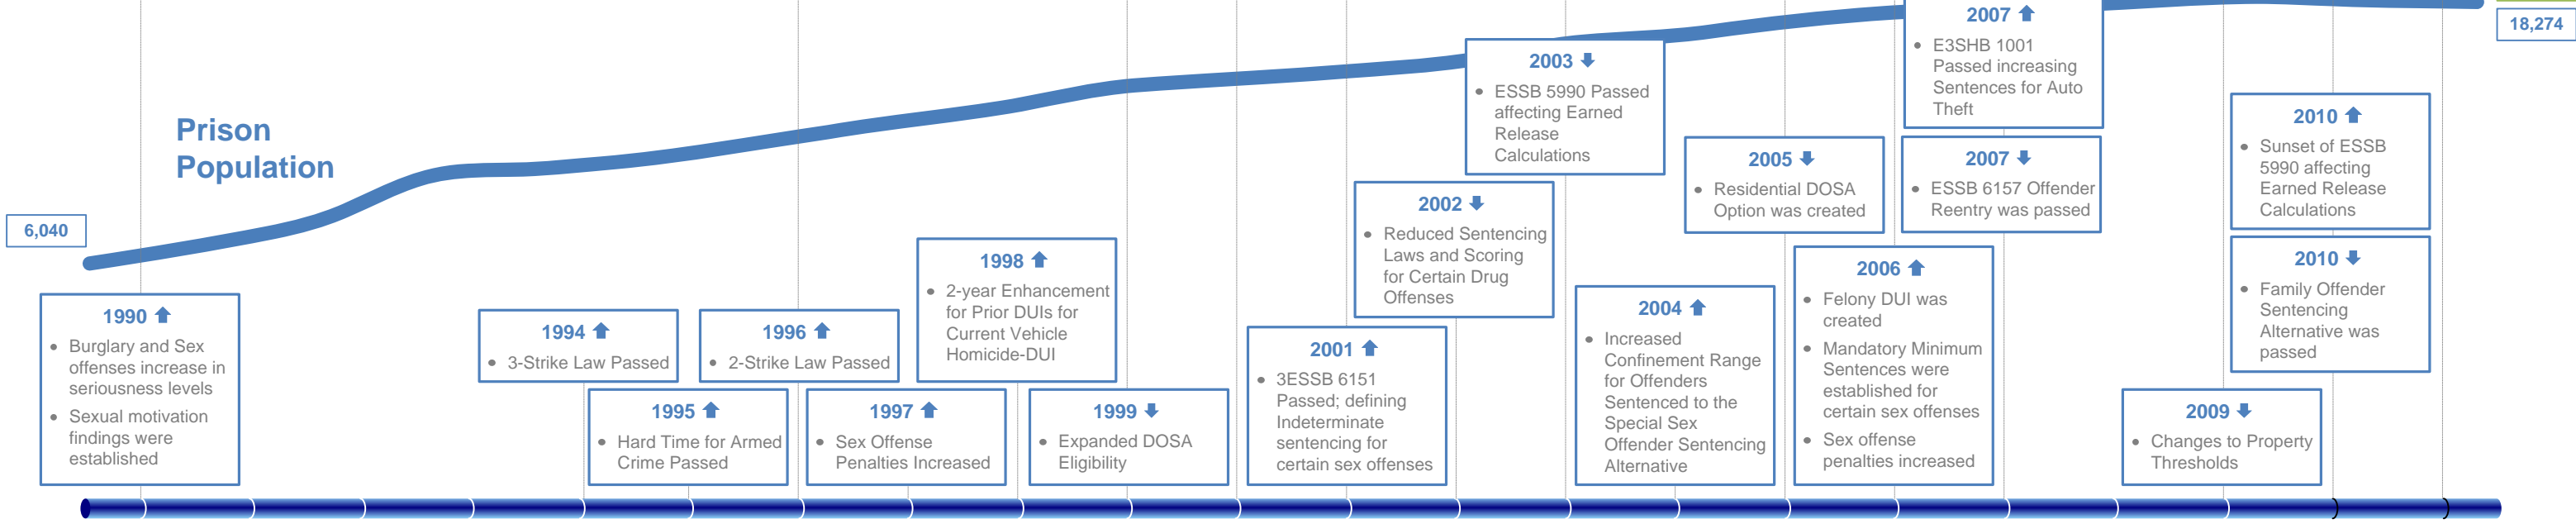 Prison
Population
6,040
18,274
1990
• Burglary and Sex
offenses increase in
seriousness levels
• Sexual motivation
findings were
established
1994
• 3-Strike Law Passed
1995
• Hard Time for Armed
Crime Passed
1996
• 2-Strike Law Passed
1997
• Sex Offense
Penalties Increased
1998
• 2-year Enhancement
for Prior DUIs for
Current Vehicle
Homicide-DUI
1999
• Expanded DOSA
Eligibility
2001
• 3ESSB 6151
Passed; defining
Indeterminate
sentencing for
certain sex offenses
2002
• Reduced Sentencing
Laws and Scoring
for Certain Drug
Offenses
2003
• ESSB 5990 Passed
affecting Earned
Release
Calculations
2004
• Increased
Confinement Range
for Offenders
Sentenced to the
Special Sex
Offender Sentencing
Alternative
2005
• Residential DOSA
Option was created
2006
• Felony DUI was
created
• Mandatory Minimum
Sentences were
established for
certain sex offenses
• Sex offense
penalties increased
2007
• E3SHB 1001
Passed increasing
Sentences for Auto
Theft
2007
• ESSB 6157 Offender
Reentry was passed
2009
• Changes to Property
Thresholds
2010
• Sunset of ESSB
5990 affecting
Earned Release
Calculations
2010
• Family Offender
Sentencing
Alternative was
passed